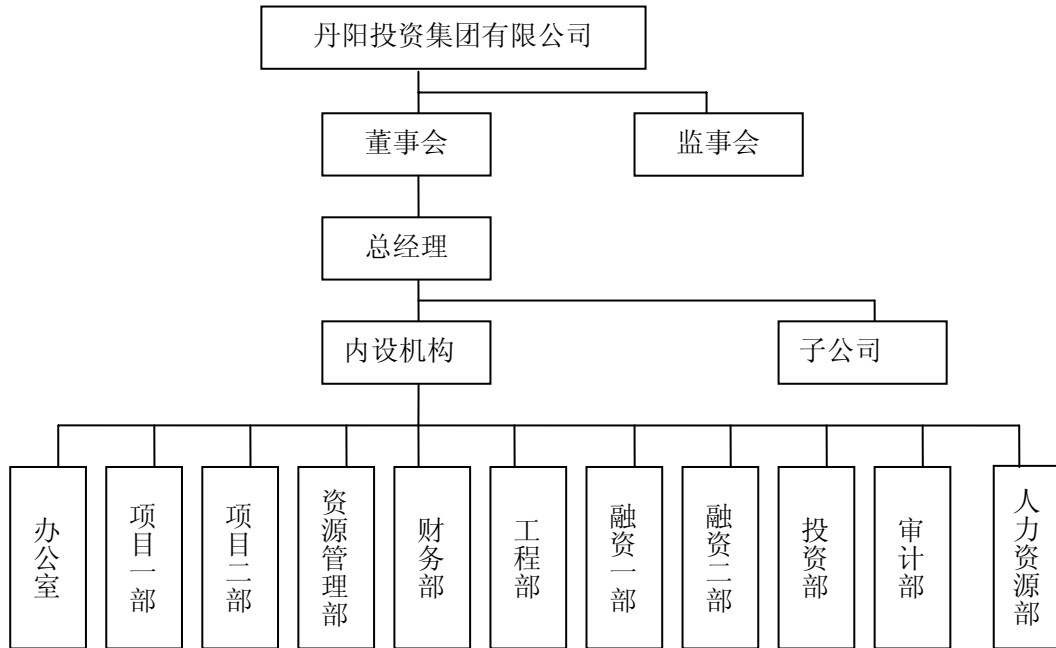 丹阳投资集团有限公司
董事会
监事会
总经理
内设机构
子公司
办公室
项目一部
项目二部
资源管理部
财务部
工程部
融资一部
融资二部
投资部
审计部
人力资源部